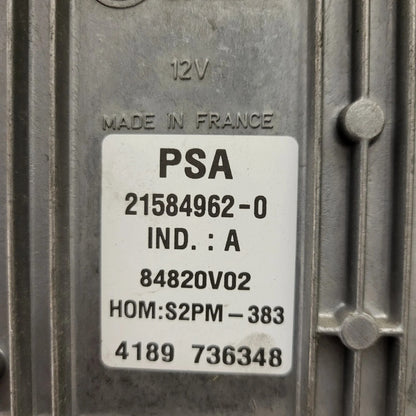 12V
MADE IN FRANCE
PSA
21584962-0
IND. : A
84820V02
HOM:S2PM-383
4189 736348